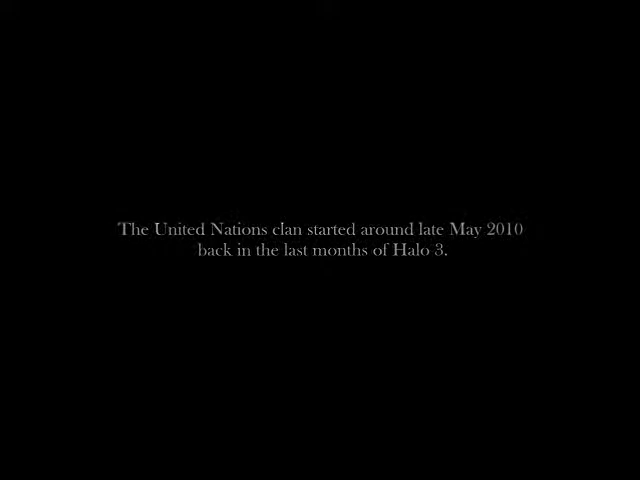 The United Nations clan started around late May 2010
back in the last months of Halo 3.